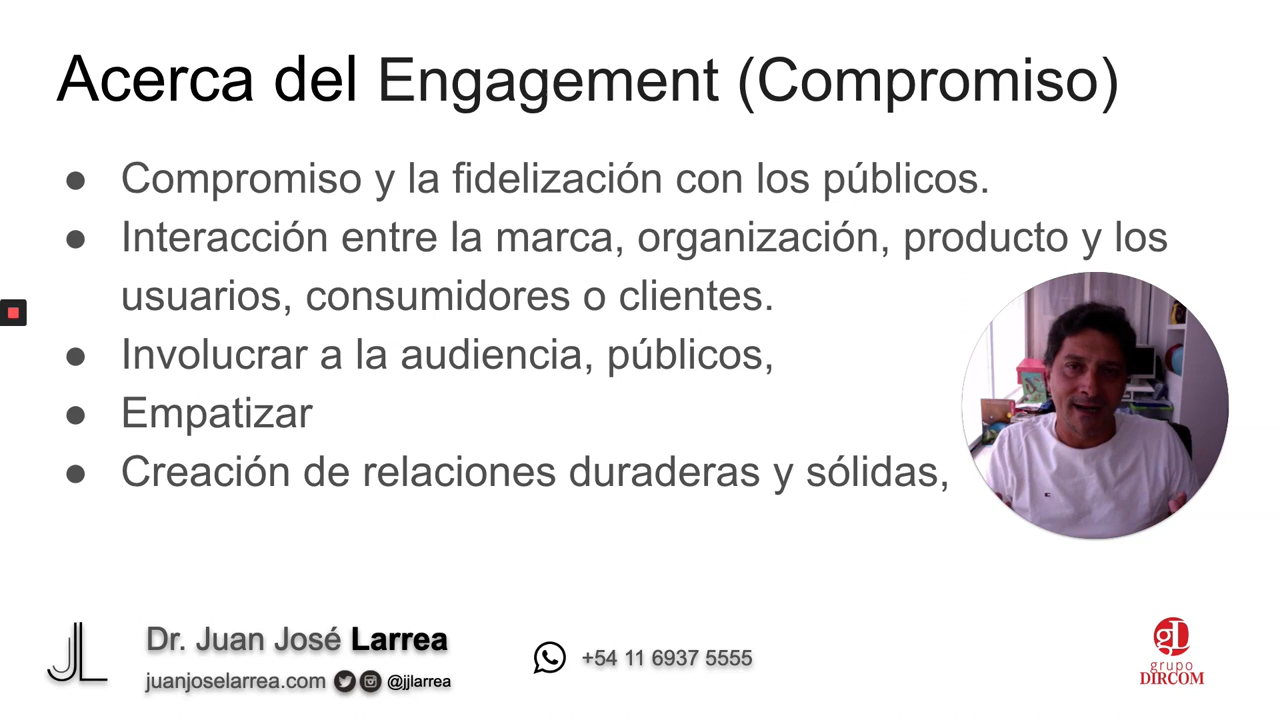 Acerca del Engagement (Compromiso)
● Compromiso y la fidelización con los públicos.
● Interacción entre la marca, organización, producto y los
usuarios, consumidores o clientes.
● Involucrar a la audiencia, públicos,
● Empatizar
● Creación de relaciones duraderas y sólidas,
JL
Dr. Juan José Larrea
juanjoselarrea.com @jjlarrea
+54 11 6937 5555
gL
grupo
DIRCOM